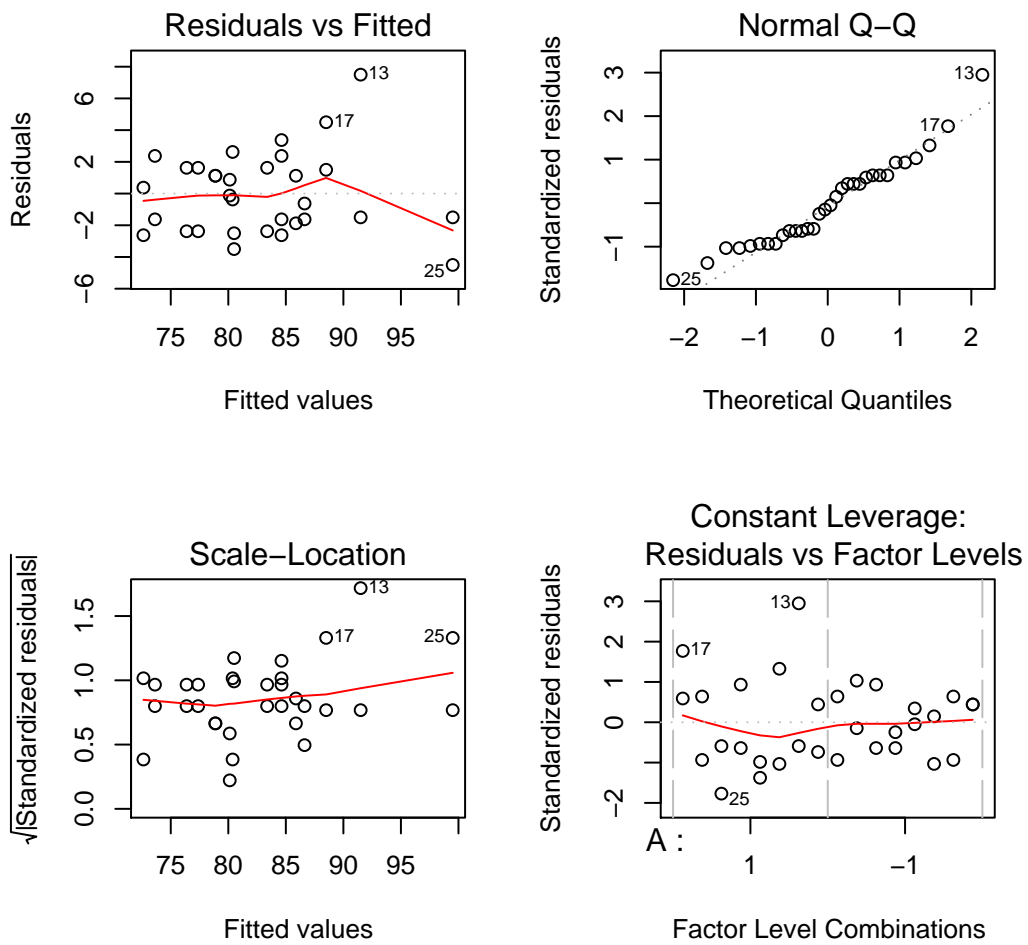 Residuals vs Fitted
Residuals
6
2
−2
−6
13
17
25
75 80 85 90 95
Fitted values
Normal Q−Q
Standardized residuals
3
2
1
−1
13
17
25
−2 −1 0 1 2
Theoretical Quantiles
Scale−Location
√|Standardized residuals|
1.5
1.0
0.5
0.0
13
17
25
75 80 85 90 95
Fitted values
Constant Leverage:
Residuals vs Factor Levels
Standardized residuals
3
2
1
0
−2
13
17
25
A :
1 −1
Factor Level Combinations